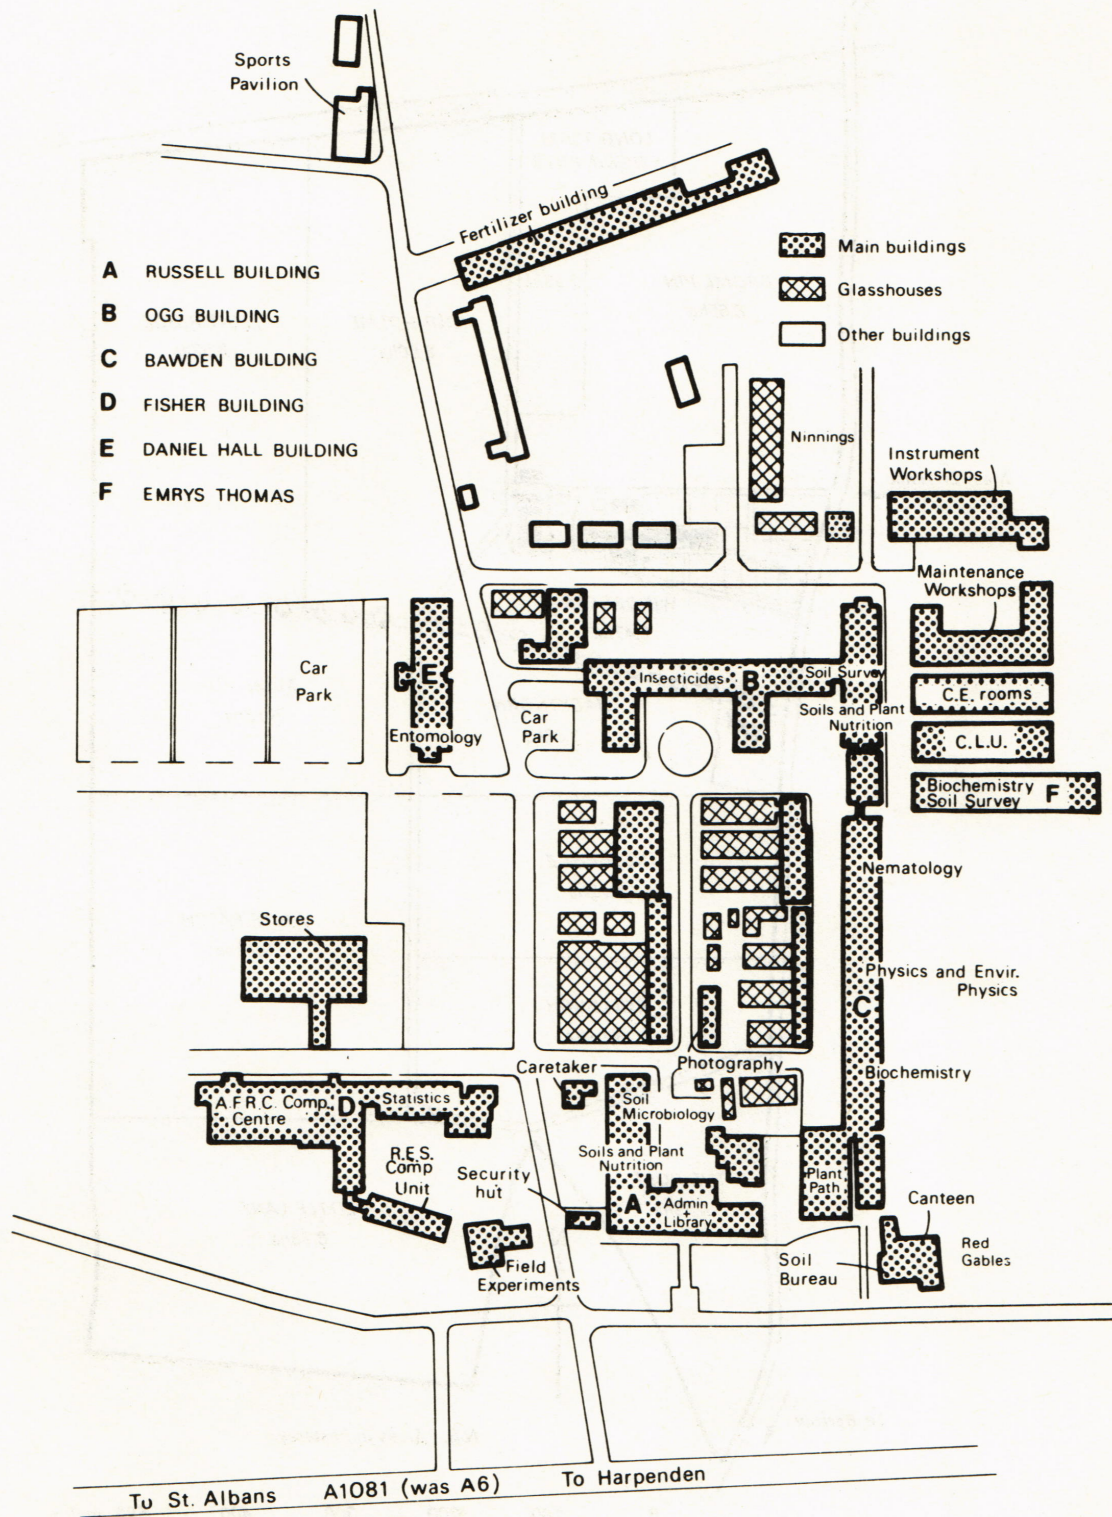 Sports
Pavilion
Fertilizer building
A RUSSELL BUILDING
B OGG BUILDING
C BAWDEN BUILDING
D FISHER BUILDING
E DANIEL HALL BUILDING
F EMRYS THOMAS
Main buildings
Glasshouses
Other buildings
Ninnings
Instrument
Workshops
Maintenance
Workshops
Car
Park
E
Entomology
Car
Park
Insecticides B
Soil Survey
Soils and Plant
Nutrition
C.E. rooms
C.L.U.
Biochemistry F
Soil Survey
Nematology
Stores
Physics and Envir.
Physics
C
Photography
Biochemistry
Caretaker
A.F.R.C. Comp.
Centre
D
Statistics
Soil
Microbiology
R.E.S.
Comp
Unit
Soils and Plant
Nutrition
Security
hut
A
Admin
+
Library
Plant
Path
Canteen
Red
Gables
Soil
Bureau
Field
Experiments
To St. Albans A1081 (was A6) To Harpenden